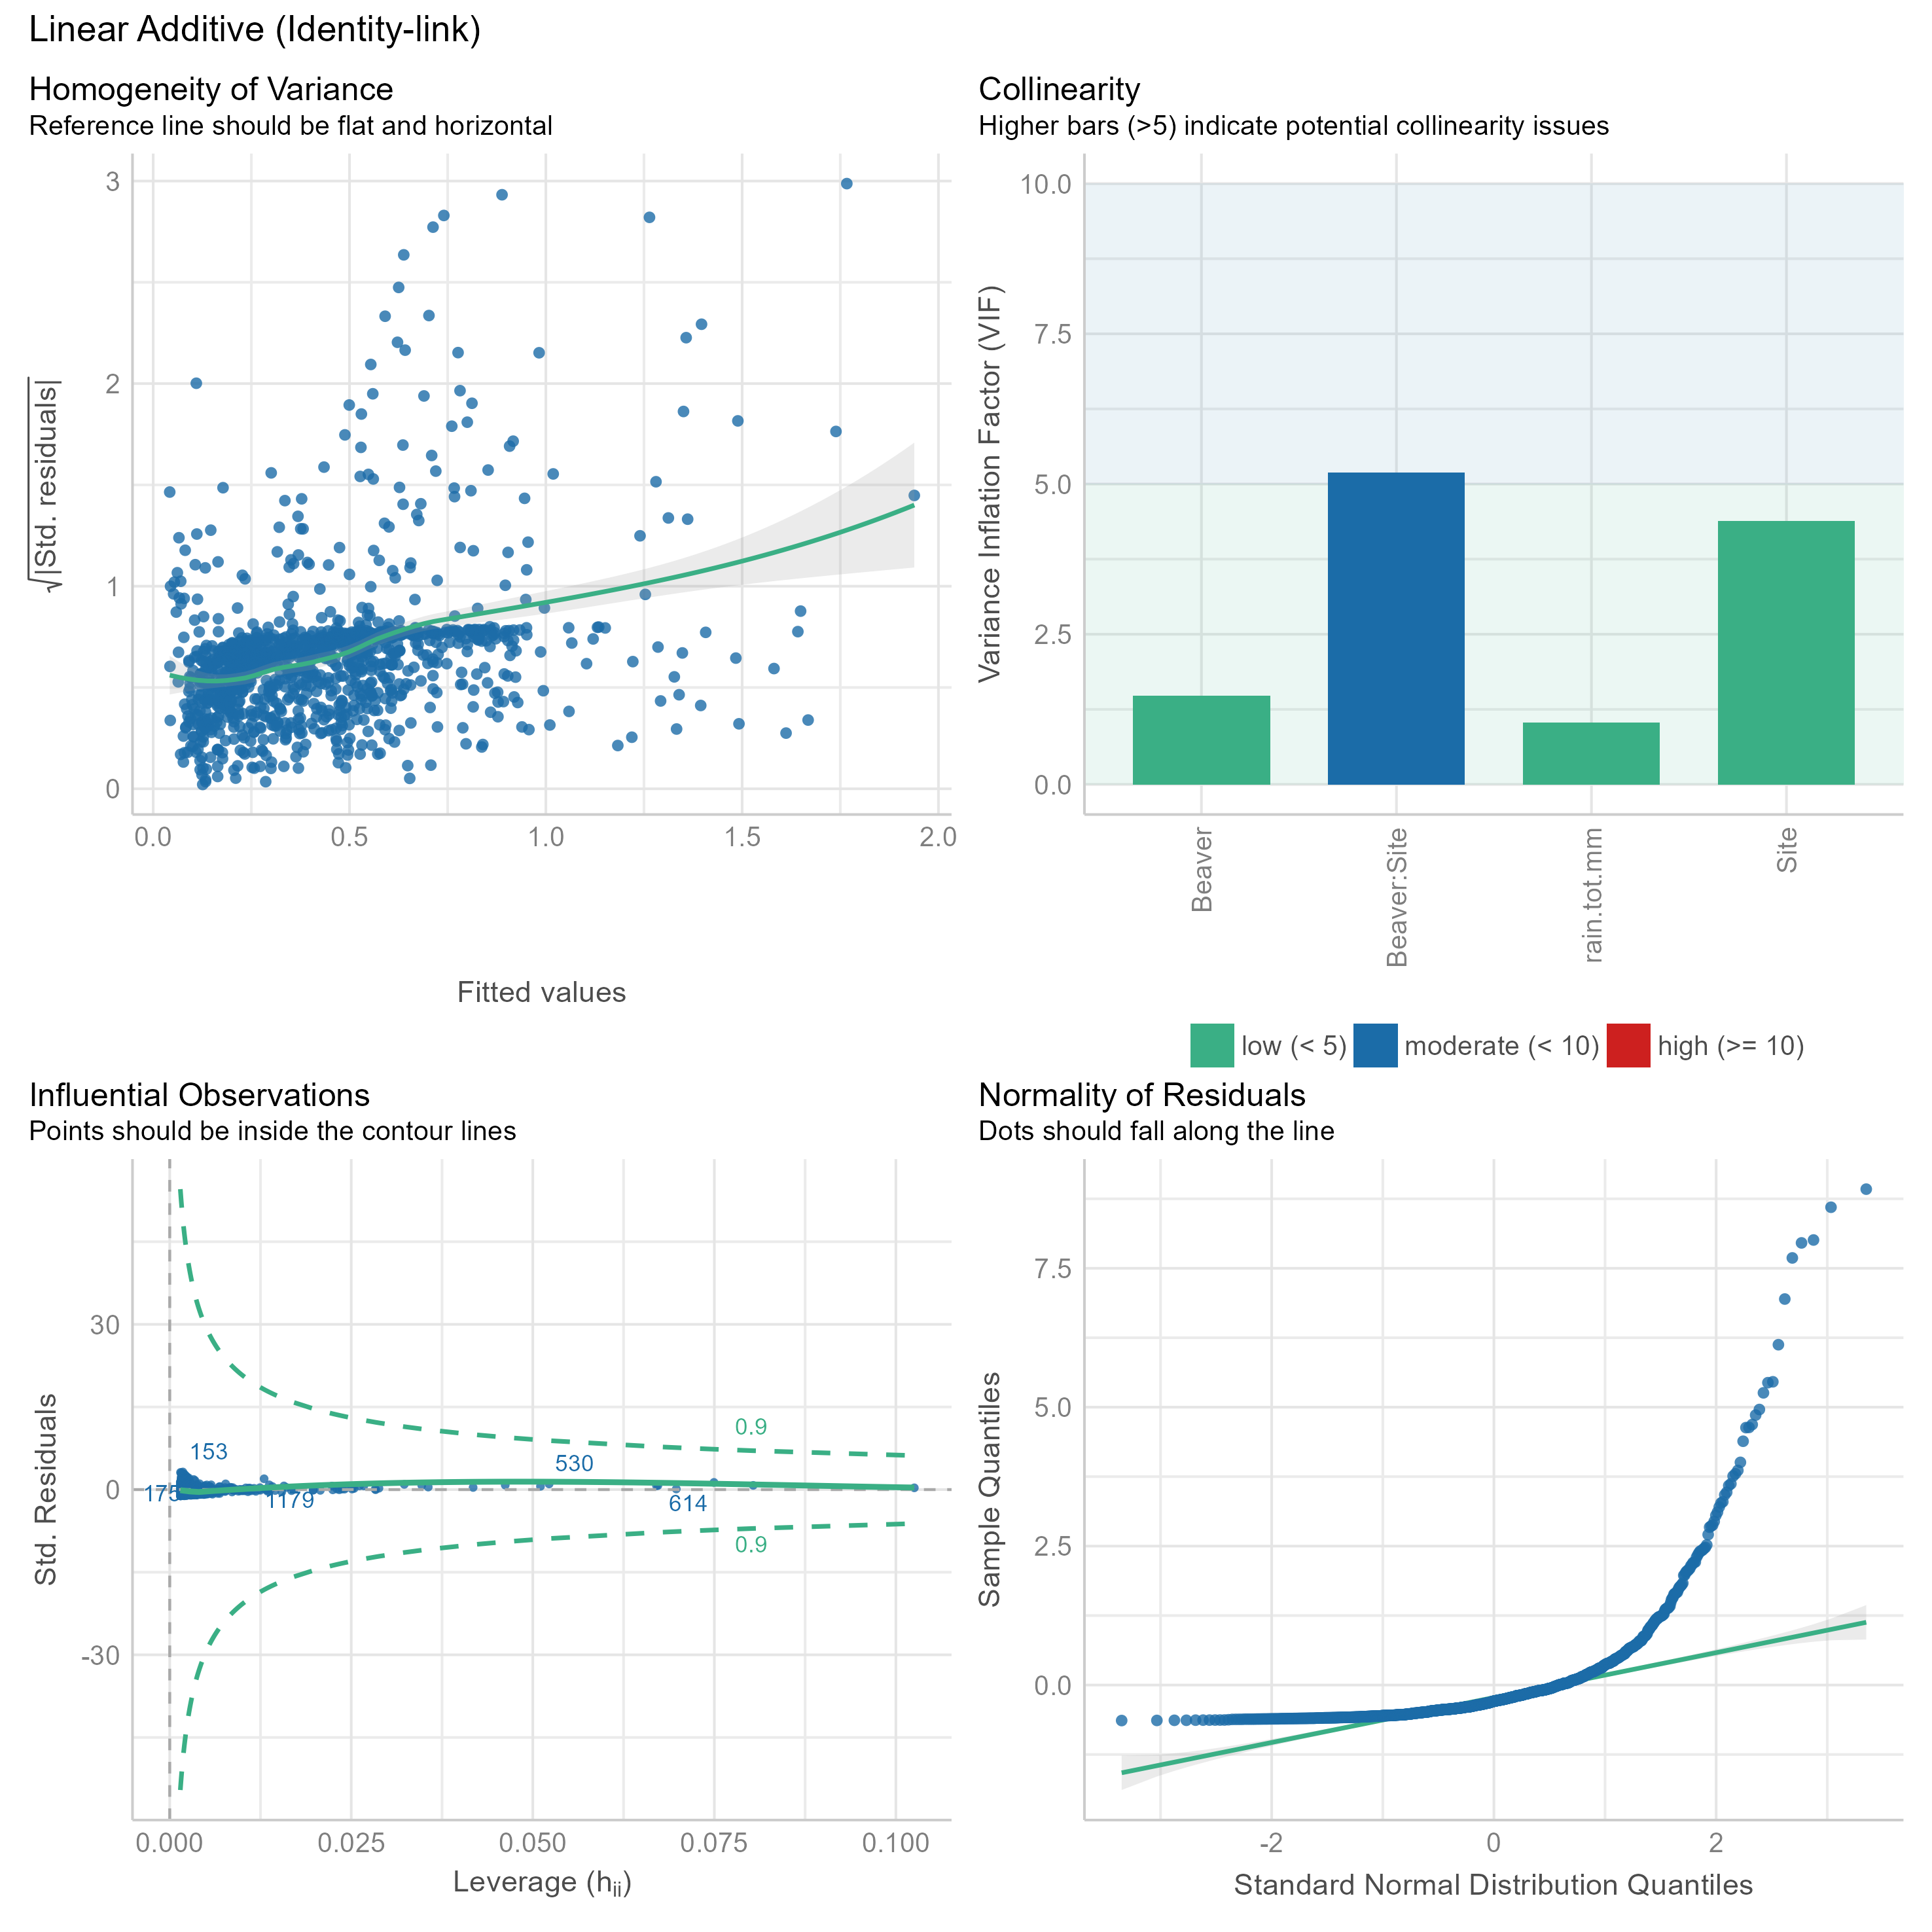 Linear Additive (Identity-link)
Homogeneity of Variance
Reference line should be flat and horizontal
3
2
1
0
√|Std. residuals|
0.0 0.5 1.0 1.5 2.0
Fitted values
Collinearity
Higher bars (>5) indicate potential collinearity issues
10.0
7.5
5.0
2.5
0.0
Variance Inflation Factor (VIF)
Beaver
Beaver:Site
rain.tot.mm
Site
low (< 5) moderate (< 10) high (>= 10)
Influential Observations
Points should be inside the contour lines
30
0
-30
Std. Residuals
0.9
153
530
175
1179
614
0.9
0.000 0.025 0.050 0.075 0.100
Leverage (hii)
Normality of Residuals
Dots should fall along the line
7.5
5.0
2.5
0.0
Sample Quantiles
-2 0 2
Standard Normal Distribution Quantiles